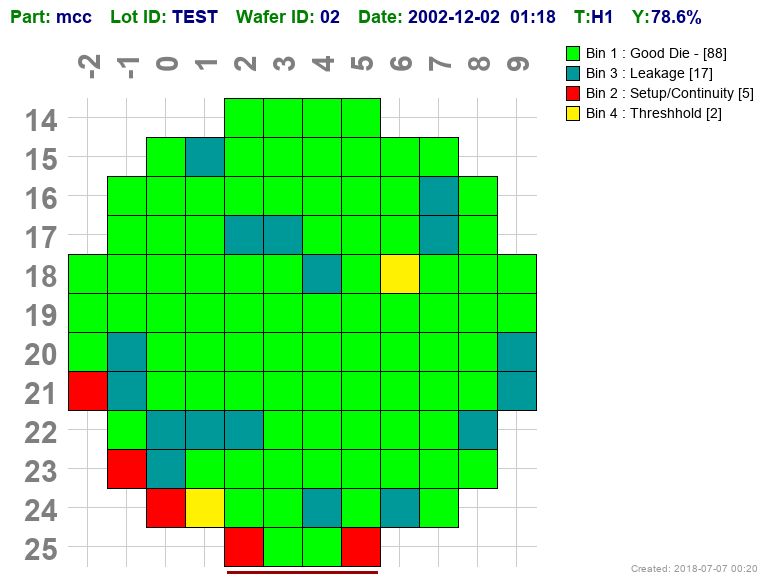 Part: mcc Lot ID: TEST Wafer ID: 02 Date: 2002-12-02 01:18 T:H1 Y:78.6%
-2 -1 0 1 2 3 4 5 6 7 8 9
Bin 1 : Good Die - [88]
Bin 3 : Leakage [17]
Bin 2 : Setup/Continuity [5]
Bin 4 : Threshhold [2]
14
15
16
17
18
19
20
21
22
23
24
25
Created: 2018-07-07 00:20